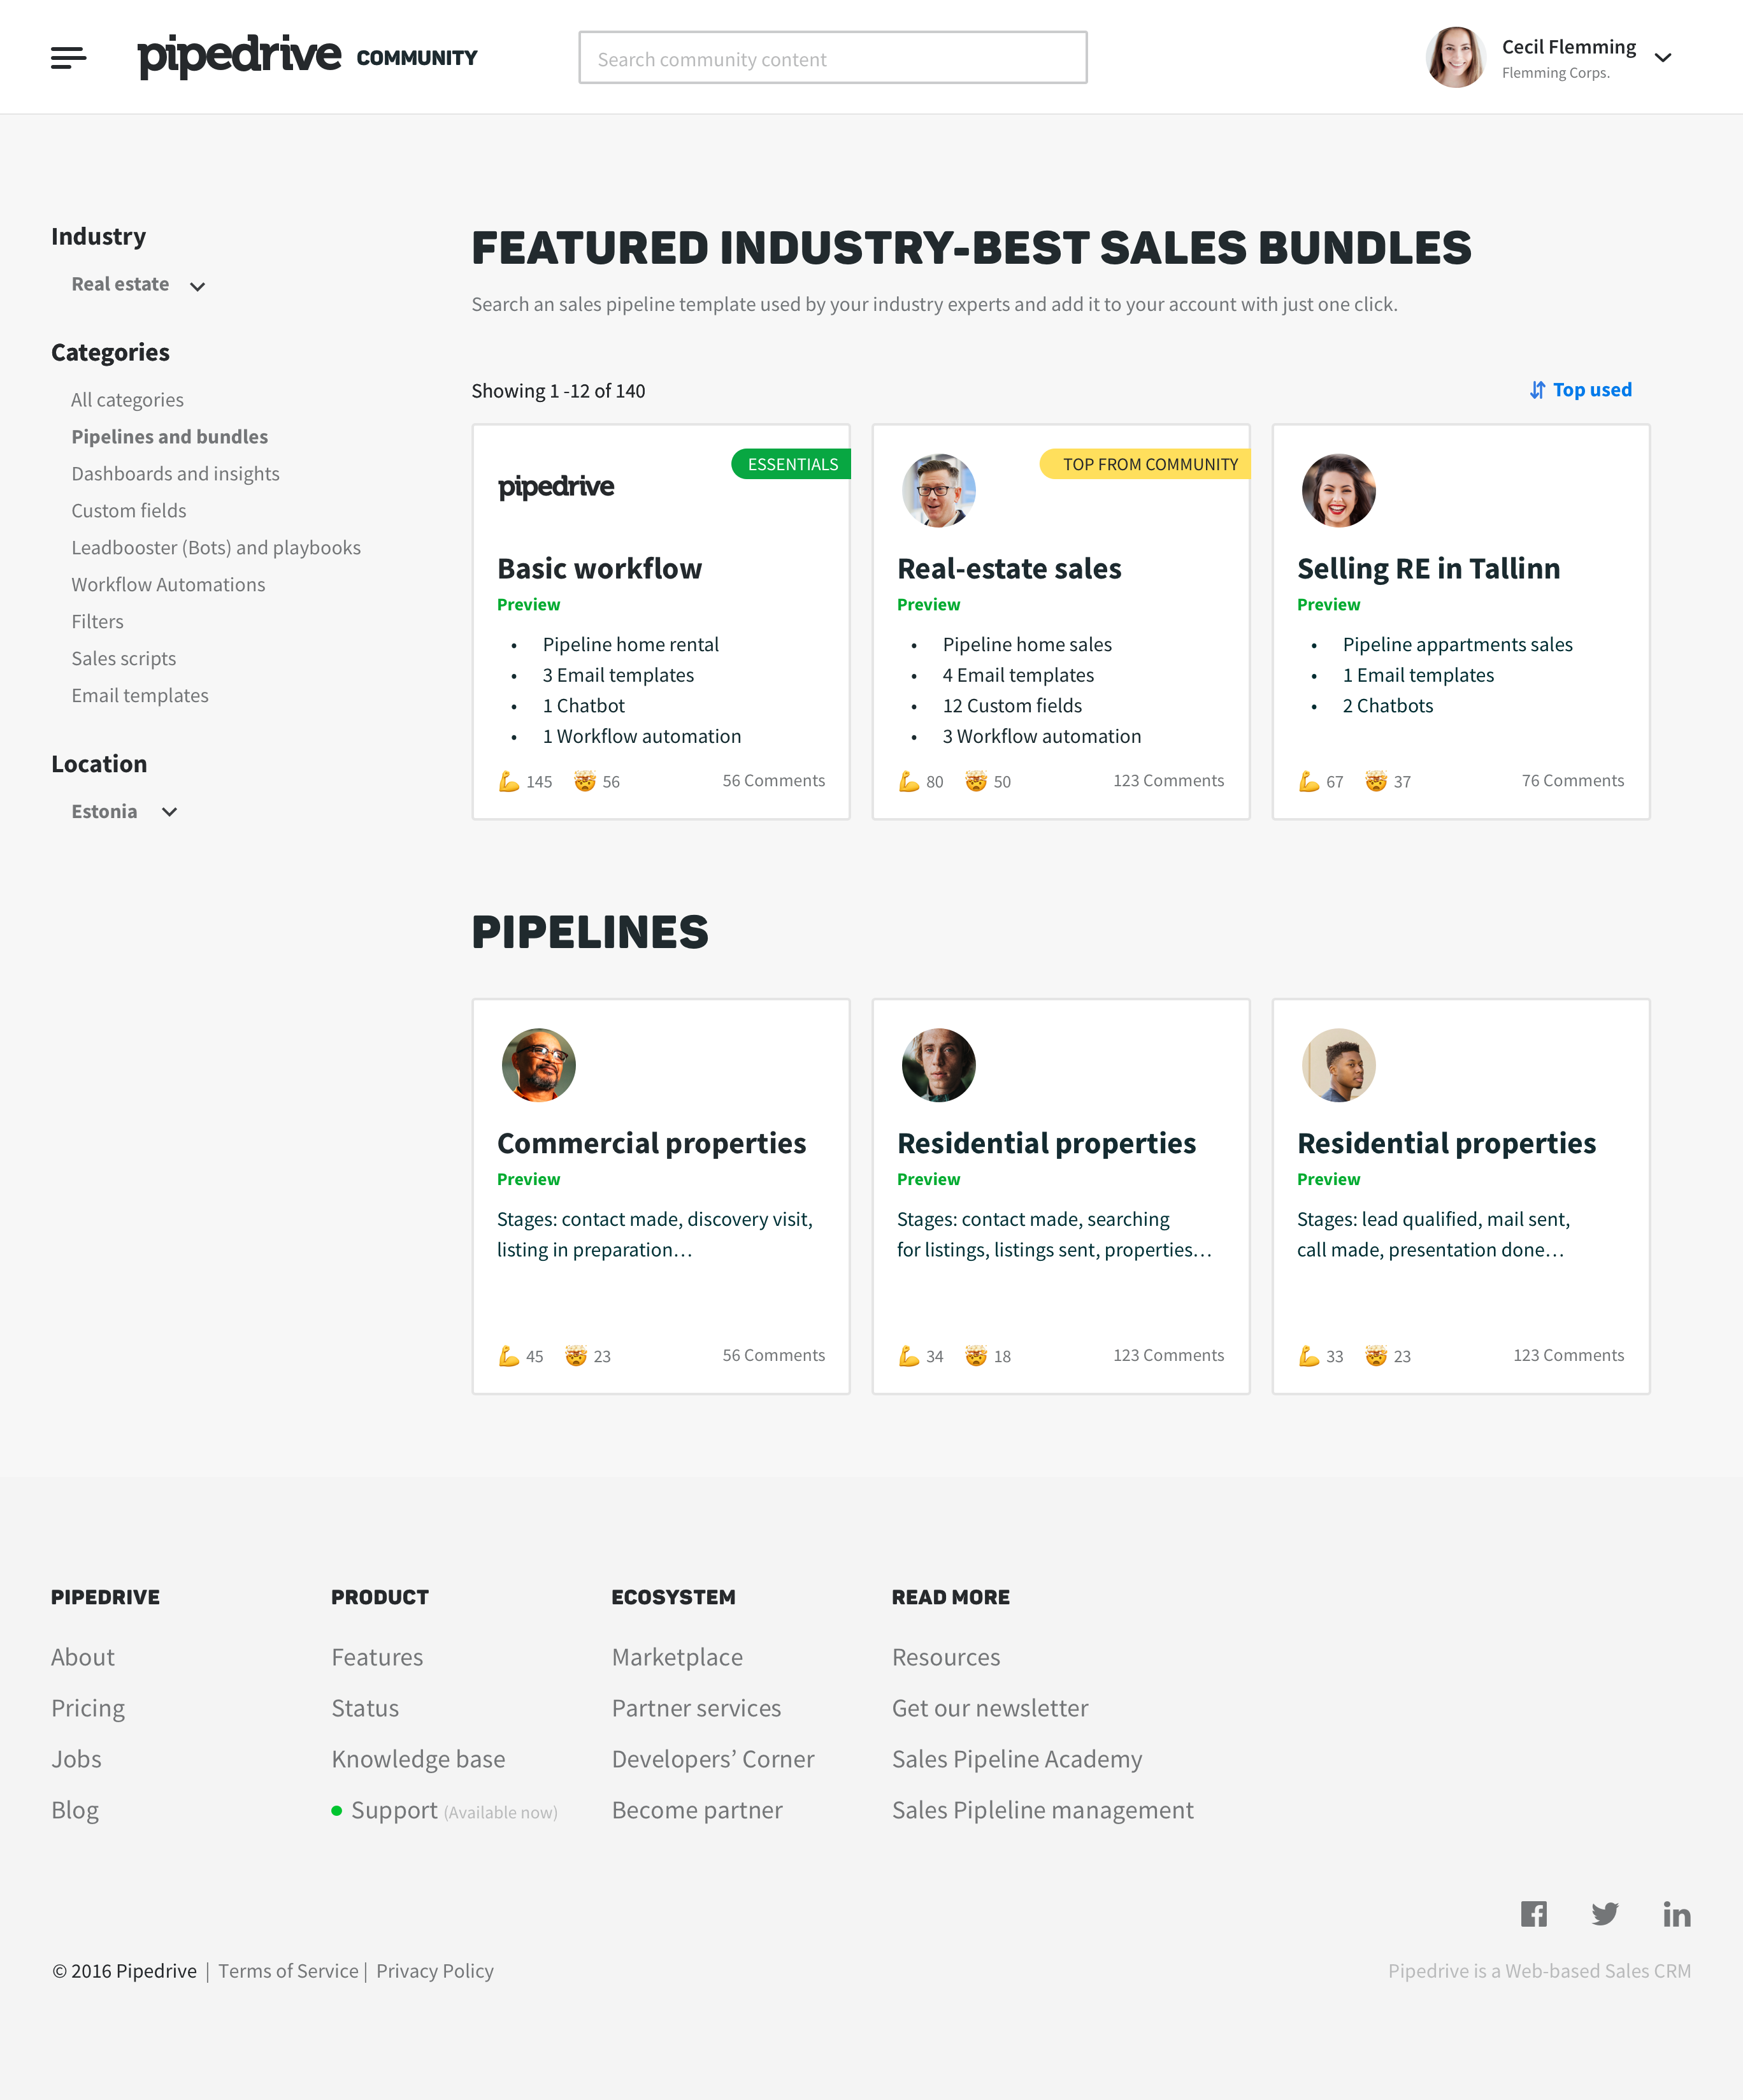 pipedrive COMMUNITY
Search community content
Cecil Flemming
Flemming Corps.
Industry
Real estate
Categories
All categories
Pipelines and bundles
Dashboards and insights
Custom fields
Leadbooster (Bots) and playbooks
Workflow Automations
Filters
Sales scripts
Email templates
Location
Estonia
FEATURED INDUSTRY-BEST SALES BUNDLES
Search an sales pipeline template used by your industry experts and add it to your account with just one click.
Showing 1 -12 of 140
Top used
ESSENTIALS
pipedrive
Basic workflow
Preview
• Pipeline home rental
• 3 Email templates
• 1 Chatbot
• 1 Workflow automation
💪 145 🤯 56 56 Comments
TOP FROM COMMUNITY
Real-estate sales
Preview
• Pipeline home sales
• 4 Email templates
• 12 Custom fields
• 3 Workflow automation
💪 80 🤯 50 123 Comments
Selling RE in Tallinn
Preview
• Pipeline appartments sales
• 1 Email templates
• 2 Chatbots
💪 67 🤯 37 76 Comments
PIPELINES
Commercial properties
Preview
Stages: contact made, discovery visit,
listing in preparation…
💪 45 🤯 23 56 Comments
Residential properties
Preview
Stages: contact made, searching
for listings, listings sent, properties…
💪 34 🤯 18 123 Comments
Residential properties
Preview
Stages: lead qualified, mail sent,
call made, presentation done…
💪 33 🤯 23 123 Comments
PIPEDRIVE
About
Pricing
Jobs
Blog
PRODUCT
Features
Status
Knowledge base
Support (Available now)
ECOSYSTEM
Marketplace
Partner services
Developers’ Corner
Become partner
READ MORE
Resources
Get our newsletter
Sales Pipeline Academy
Sales Pipleline management
© 2016 Pipedrive | Terms of Service | Privacy Policy
Pipedrive is a Web-based Sales CRM